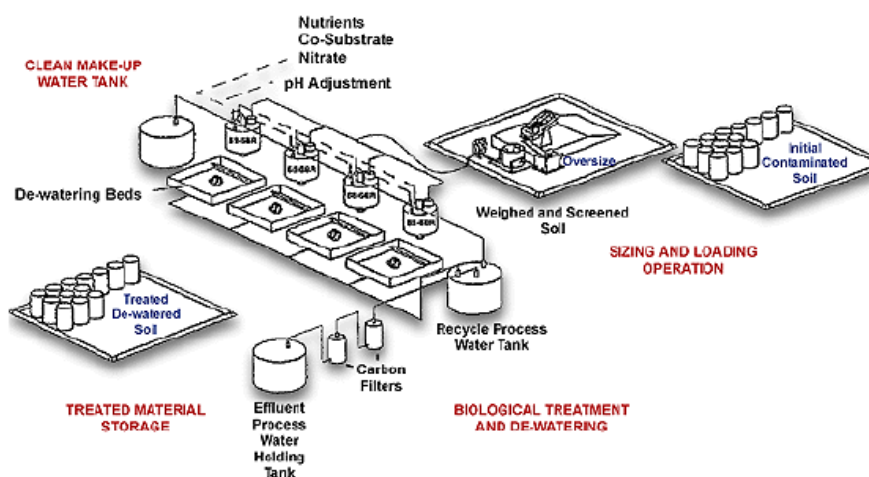 Nutrients
Co-Substrate
Nitrate
pH Adjustment
CLEAN MAKE-UP
WATER TANK
De-watering Beds
Oversize
Initial
Contaminated
Soil
Weighed and Screened
Soil
SIZING AND LOADING
OPERATION
Treated
De-watered
Soil
Recycle Process
Water Tank
Carbon
Filters
TREATED MATERIAL
STORAGE
Effluent
Process
Water
Holding
Tank
BIOLOGICAL TREATMENT
AND DE-WATERING